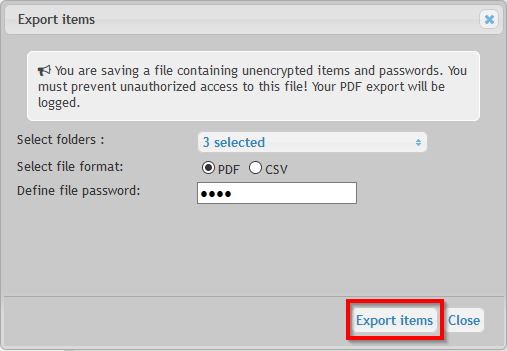 Export items
You are saving a file containing unencrypted items and passwords. You
must prevent unauthorized access to this file! Your PDF export will be
logged.
Select folders :
3 selected
Select file format:
PDF
CSV
Define file password:
••••
Export items
Close